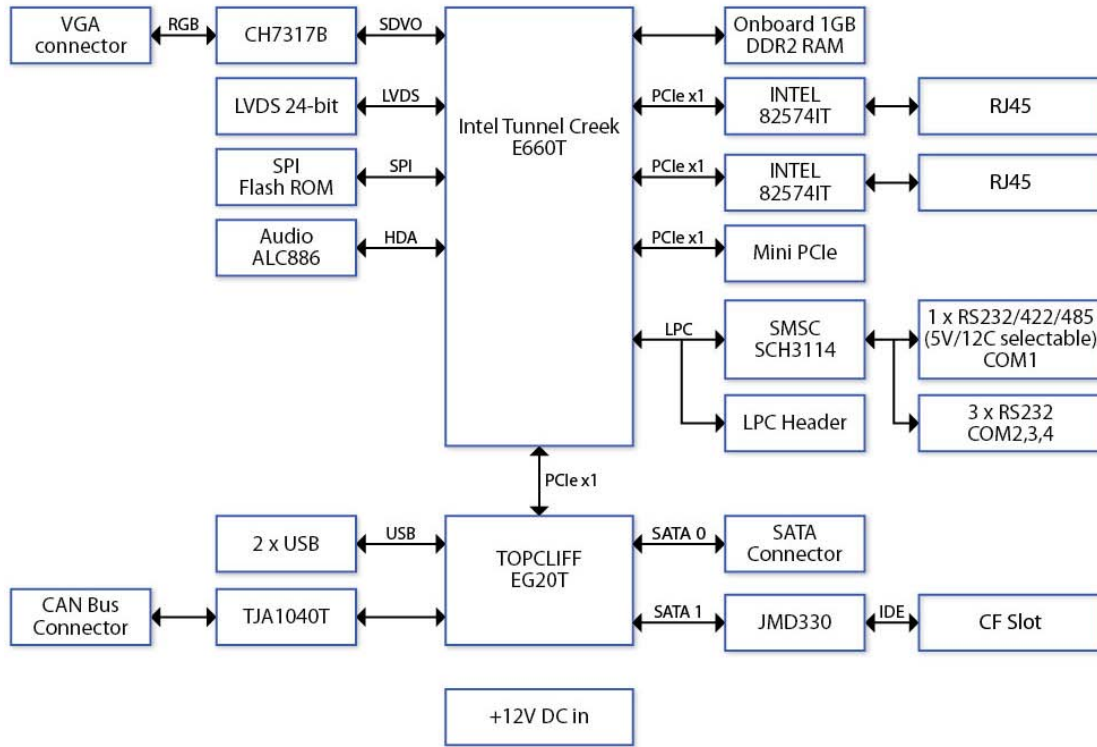 VGA
connector
RGB
CH7317B
SDVO
Onboard 1GB
DDR2 RAM
LVDS 24-bit
LVDS
Intel Tunnel Creek
E660T
PCIe x1
INTEL
82574IT
RJ45
SPI
Flash ROM
SPI
PCIe x1
INTEL
82574IT
RJ45
Audio
ALC886
HDA
PCIe x1
Mini PCIe
LPC
SMSC
SCH3114
1 x RS232/422/485
(5V/12C selectable)
COM1
LPC Header
3 x RS232
COM2,3,4
PCIe x1
2 x USB
USB
TOPCLIFF
EG20T
SATA 0
SATA
Connector
CAN Bus
Connector
TJA1040T
SATA 1
JMD330
IDE
CF Slot
+12V DC in